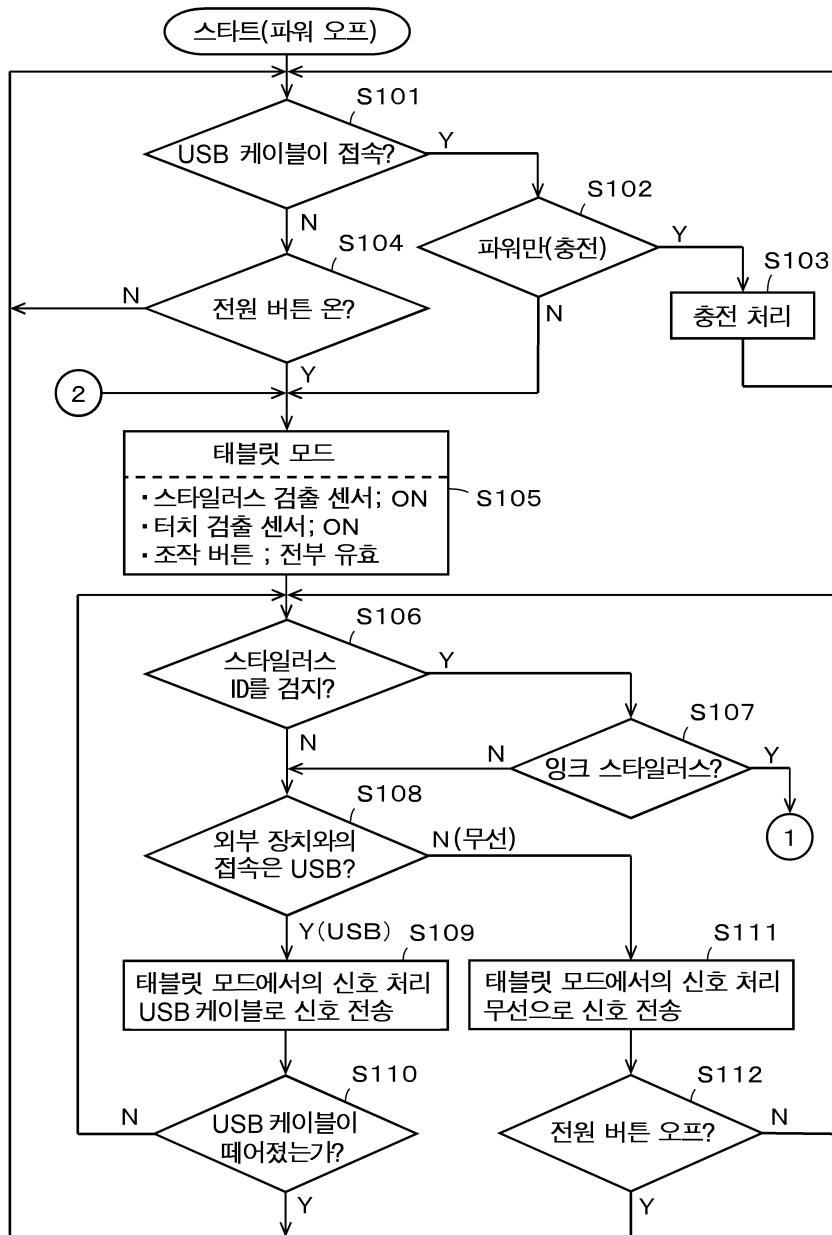 스타트(파워 오프)
S101
USB 케이블이 접속?
Y
N
S102
파워만(충전)
Y
N
S103
충전 처리
S104
전원 버튼 온?
N
Y
2
태블릿 모드
· 스타일러스 검출 센서; ON
· 터치 검출 센서; ON
· 조작 버튼 ; 전부 유효
S105
S106
스타일러스
ID를 검지?
Y
N
S107
잉크 스타일러스?
N
Y
1
S108
외부 장치와의
접속은 USB?
N(무선)
Y(USB)
S109
태블릿 모드에서의 신호 처리
USB 케이블로 신호 전송
S111
태블릿 모드에서의 신호 처리
무선으로 신호 전송
S110
USB 케이블이
떼어졌는가?
N
Y
S112
전원 버튼 오프?
N
Y